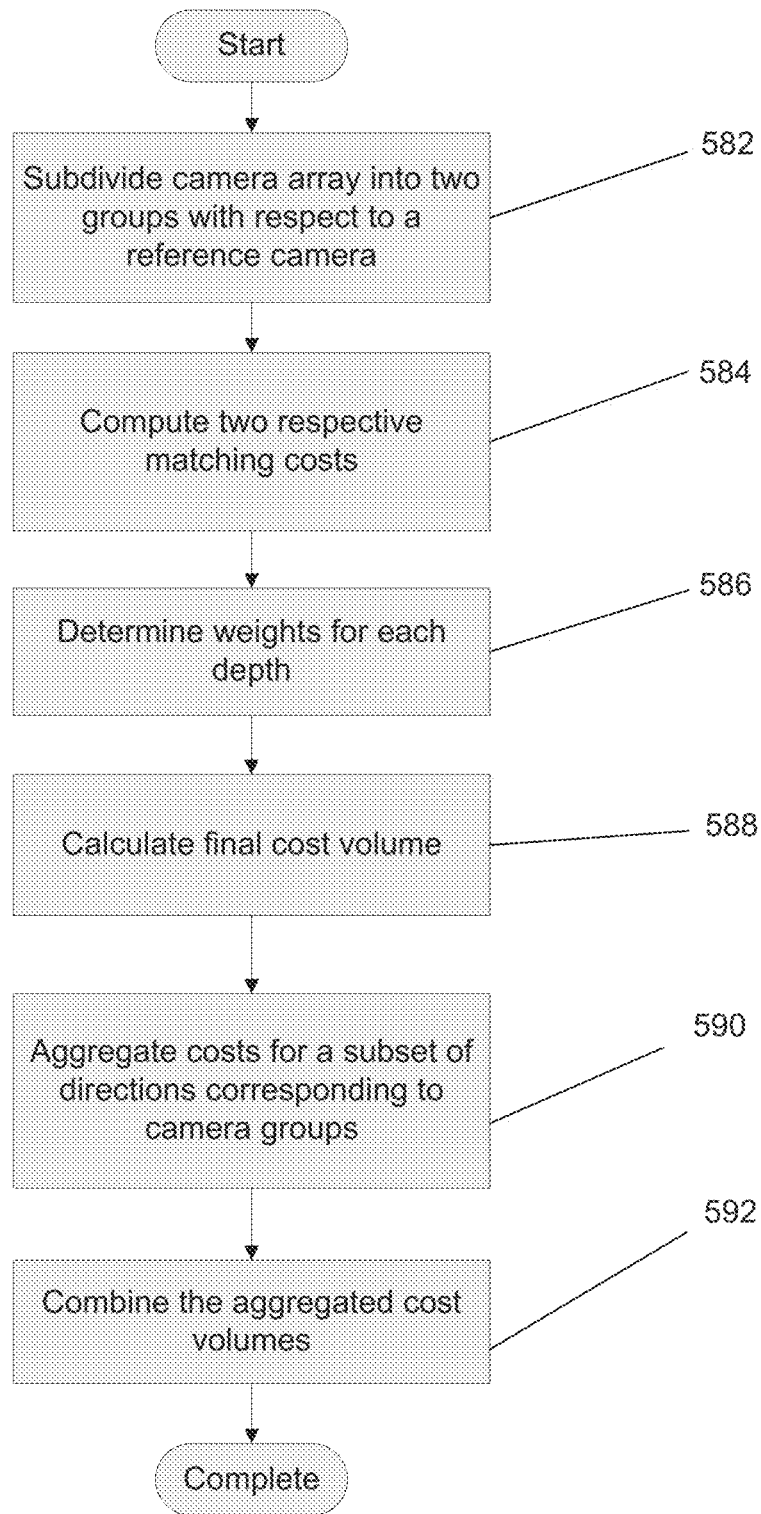 Start
582
Subdivide camera array into two
groups with respect to a
reference camera
584
Compute two respective
matching costs
586
Determine weights for each
depth
588
Calculate final cost volume
590
Aggregate costs for a subset of
directions corresponding to
camera groups
592
Combine the aggregated cost
volumes
Complete